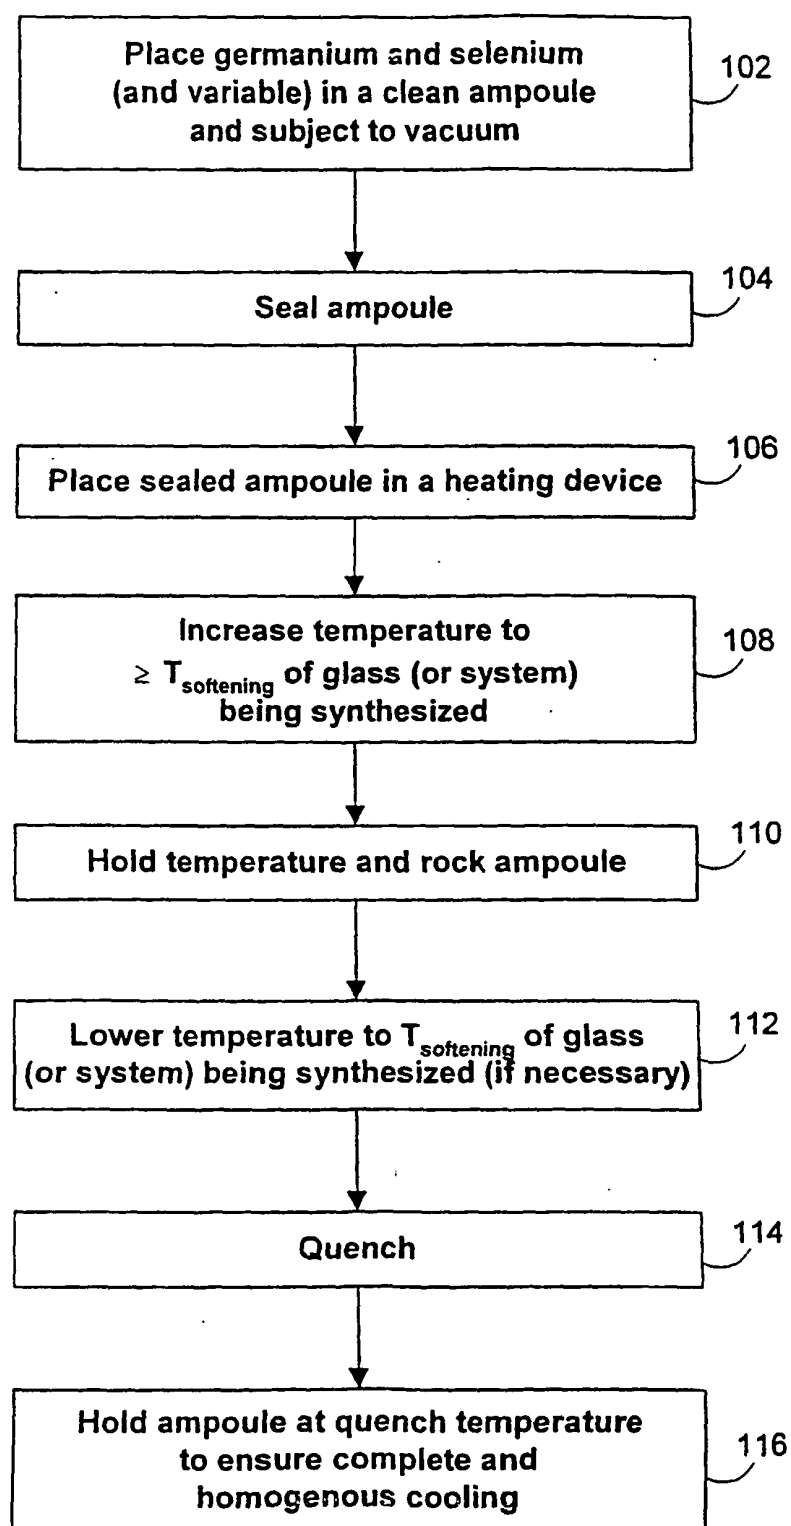 Place germanium and selenium
(and variable) in a clean ampoule
and subject to vacuum
102
Seal ampoule
104
Place sealed ampoule in a heating device
106
Increase temperature to
≥ Tsoftening of glass (or system)
being synthesized
108
Hold temperature and rock ampoule
110
Lower temperature to Tsoftening of glass
(or system) being synthesized (if necessary)
112
Quench
114
Hold ampoule at quench temperature
to ensure complete and
homogenous cooling
116